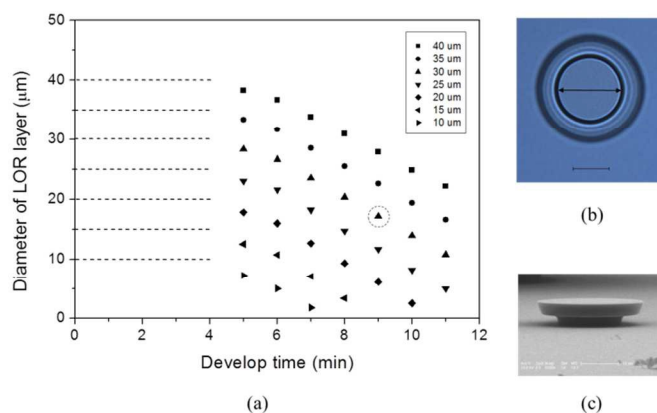 50
40
30
20
10
0
0 2 4 6 8 10 12
Diameter of LOR layer (μm)
Develop time (min)
40 um
35 um
30 um
25 um
20 um
15 um
10 um
(a)
(b)
(c)